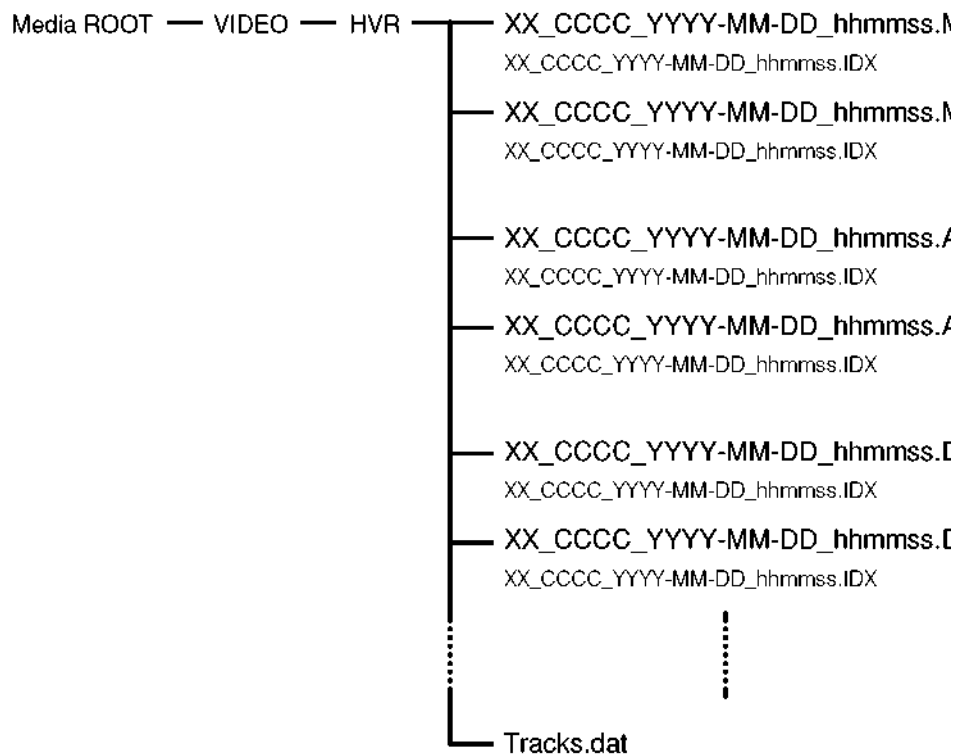 Media ROOT VIDEO HVR XX_CCCC_YYYY-MM-DD_hhmmss.M
XX_CCCC_YYYY-MM-DD_hhmmss.IDX
XX_CCCC_YYYY-MM-DD_hhmmss.M
XX_CCCC_YYYY-MM-DD_hhmmss.IDX
XX_CCCC_YYYY-MM-DD_hhmmss.A
XX_CCCC_YYYY-MM-DD_hhmmss.IDX
XX_CCCC_YYYY-MM-DD_hhmmss.A
XX_CCCC_YYYY-MM-DD_hhmmss.IDX
XX_CCCC_YYYY-MM-DD_hhmmss.D
XX_CCCC_YYYY-MM-DD_hhmmss.IDX
XX_CCCC_YYYY-MM-DD_hhmmss.D
XX_CCCC_YYYY-MM-DD_hhmmss.IDX
Tracks.dat